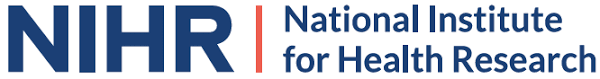 NIHR | National Institute
for Health Research